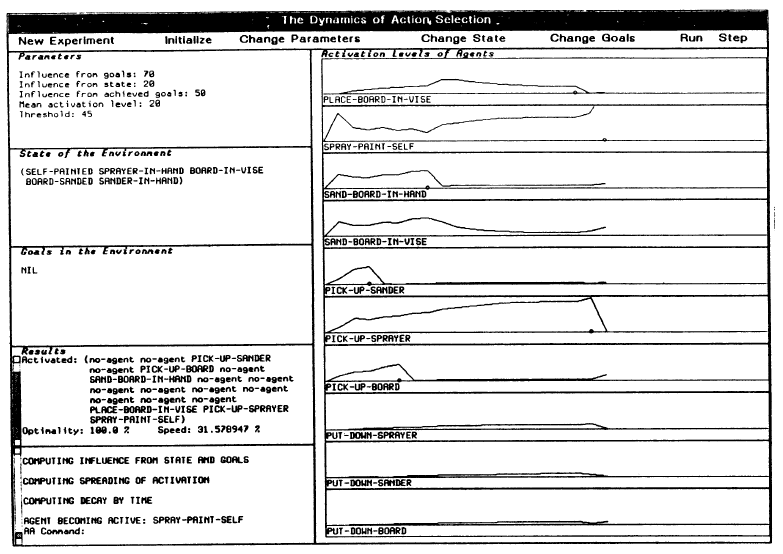 The Dynamics of Action Selection
New Experiment Initialize Change Parameters Change State Change Goals Run Step
Parameters
Influence from goals: 70
Influence from state: 20
Influence from achieved goals: 50
Mean activation level: 20
Threshold: 45
State of the Environment
(SELF-PAINTED SPRAYER-IN-HAND BOARD-IN-VISE
BOARD-SANDED SANDER-IN-HAND)
Goals in the Environment
NIL
Results
Activated: (no-agent no-agent PICK-UP-SANDER
no-agent PICK-UP-BOARD no-agent
SAND-BOARD-IN-HAND no-agent no-agent
no-agent no-agent no-agent no-agent
no-agent no-agent no-agent
PLACE-BOARD-IN-VISE PICK-UP-SPRAYER
SPRAY-PAINT-SELF)
Optimality: 100.0 % Speed: 31.578947 %
COMPUTING INFLUENCE FROM STATE AND GOALS
COMPUTING SPREADING OF ACTIVATION
COMPUTING DECAY BY TIME
AGENT BECOMING ACTIVE: SPRAY-PAINT-SELF
AA Command:
Activation Levels of Agents
PLACE-BOARD-IN-VISE
SPRAY-PAINT-SELF
SAND-BOARD-IN-HAND
SAND-BOARD-IN-VISE
PICK-UP-SANDER
PICK-UP-SPRAYER
PICK-UP-BOARD
PUT-DOWN-SPRAYER
PUT-DOWN-SANDER
PUT-DOWN-BOARD